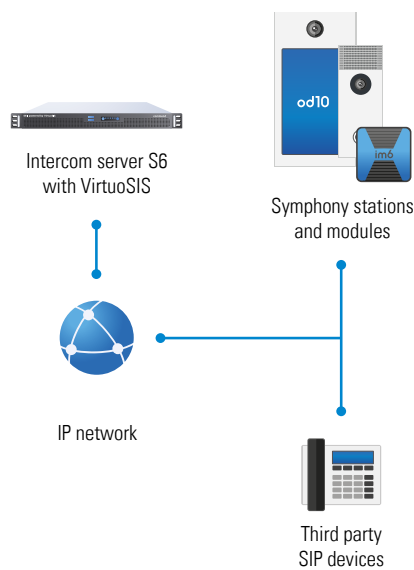 od10
im6
Intercom server S6
with VirtuoSIS
Symphony stations
and modules
IP network
Third party
SIP devices